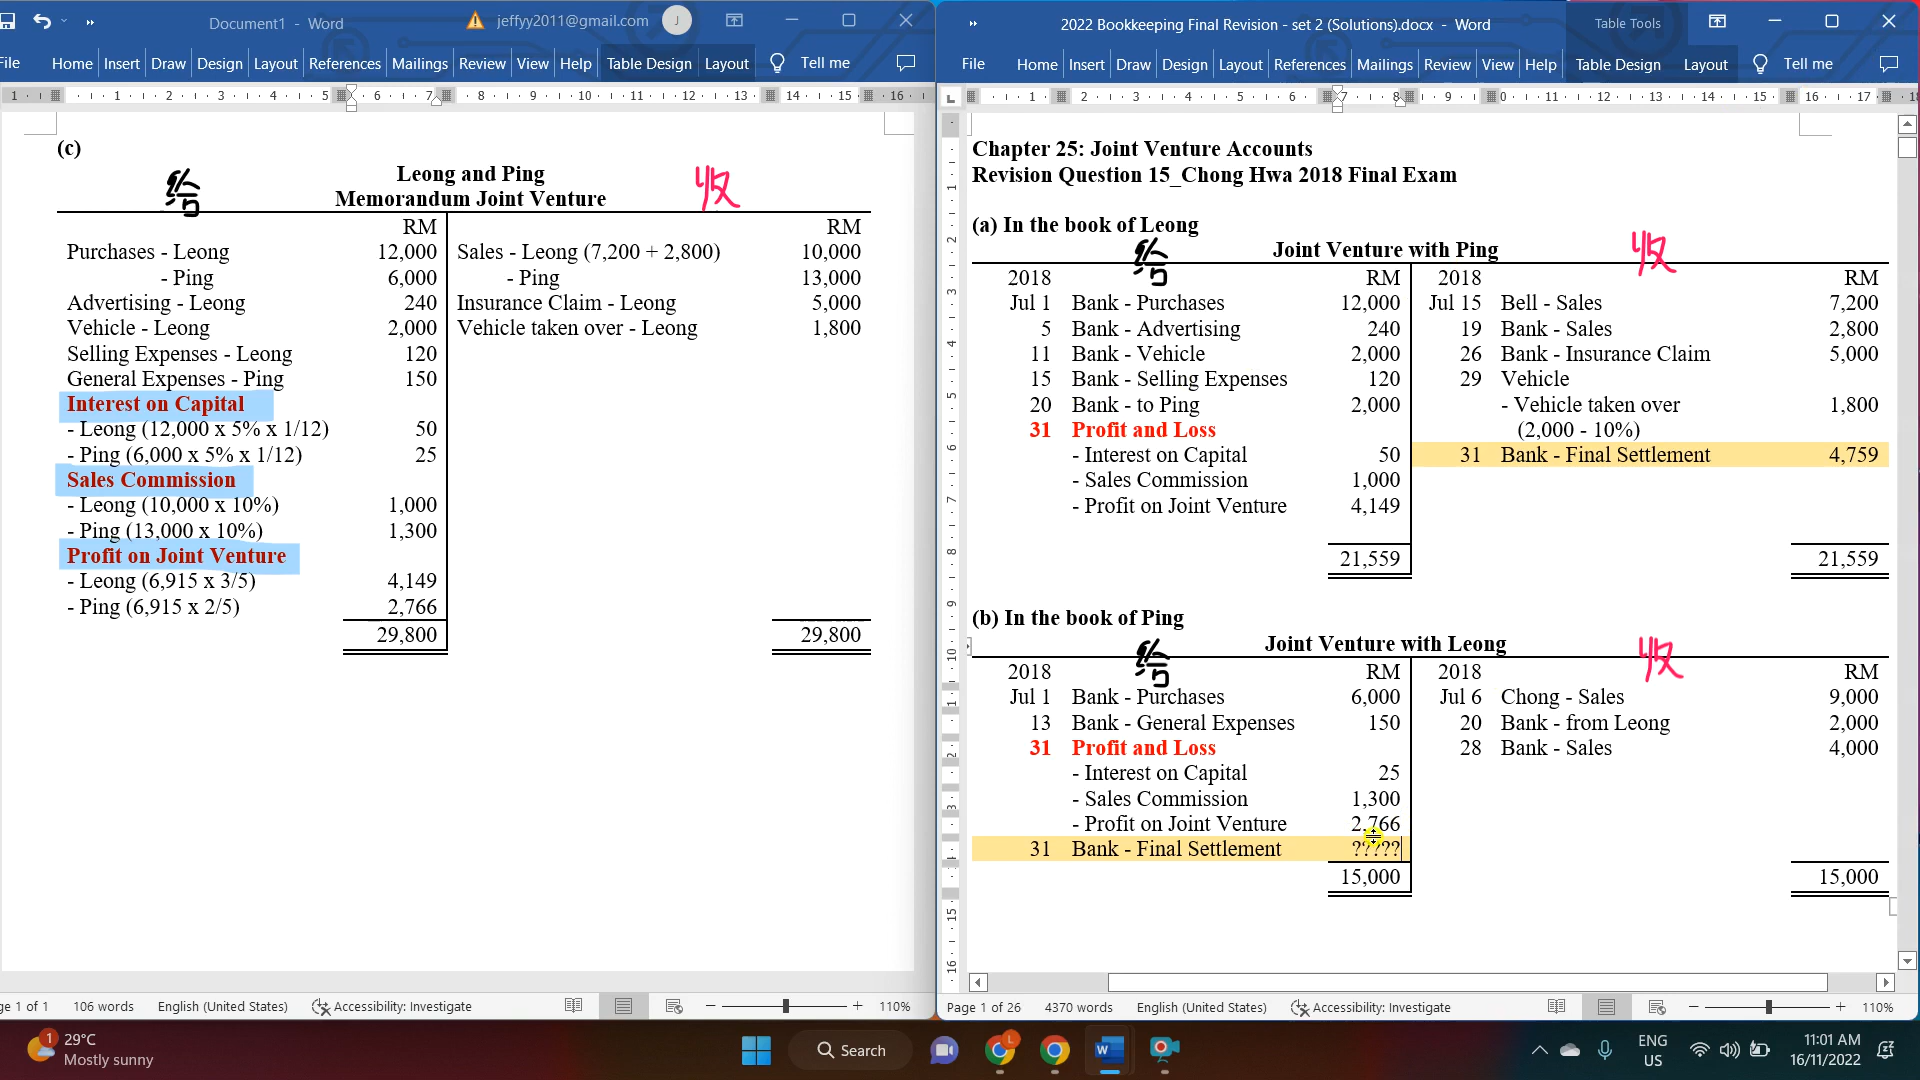 Document1 - Word
jeffyy2011@gmail.com
J
File Home Insert Draw Design Layout References Mailings Review View Help Table Design Layout Tell me
(c)
给 Leong and Ping 收
Memorandum Joint Venture
RM RM
Purchases - Leong 12,000 Sales - Leong (7,200 + 2,800) 10,000
- Ping 6,000 - Ping 13,000
Advertising - Leong 240 Insurance Claim - Leong 5,000
Vehicle - Leong 2,000 Vehicle taken over - Leong 1,800
Selling Expenses - Leong 120
General Expenses - Ping 150
Interest on Capital
- Leong (12,000 x 5% x 1/12) 50
- Ping (6,000 x 5% x 1/12) 25
Sales Commission
- Leong (10,000 x 10%) 1,000
- Ping (13,000 x 10%) 1,300
Profit on Joint Venture
- Leong (6,915 x 3/5) 4,149
- Ping (6,915 x 2/5) 2,766
29,800 29,800
ge 1 of 1 106 words English (United States) Accessibility: Investigate 110%
2022 Bookkeeping Final Revision - set 2 (Solutions).docx - Word
Table Tools
File Home Insert Draw Design Layout References Mailings Review View Help Table Design Layout Tell me
Chapter 25: Joint Venture Accounts
Revision Question 15_Chong Hwa 2018 Final Exam
(a) In the book of Leong
给 Joint Venture with Ping 收
2018 RM 2018 RM
Jul 1 Bank - Purchases 12,000 Jul 15 Bell - Sales 7,200
5 Bank - Advertising 240 19 Bank - Sales 2,800
11 Bank - Vehicle 2,000 26 Bank - Insurance Claim 5,000
15 Bank - Selling Expenses 120 29 Vehicle
20 Bank - to Ping 2,000 - Vehicle taken over 1,800
31 Profit and Loss (2,000 - 10%)
- Interest on Capital 50 31 Bank - Final Settlement 4,759
- Sales Commission 1,000
- Profit on Joint Venture 4,149
21,559 21,559
(b) In the book of Ping
给 Joint Venture with Leong 收
2018 RM 2018 RM
Jul 1 Bank - Purchases 6,000 Jul 6 Chong - Sales 9,000
13 Bank - General Expenses 150 20 Bank - from Leong 2,000
31 Profit and Loss 28 Bank - Sales 4,000
- Interest on Capital 25
- Sales Commission 1,300
- Profit on Joint Venture 2,766
31 Bank - Final Settlement ?????
15,000 15,000
Page 1 of 26 4370 words English (United States) Accessibility: Investigate 110%
1 29°C
Mostly sunny
Search
ENG
US
11:01 AM
16/11/2022